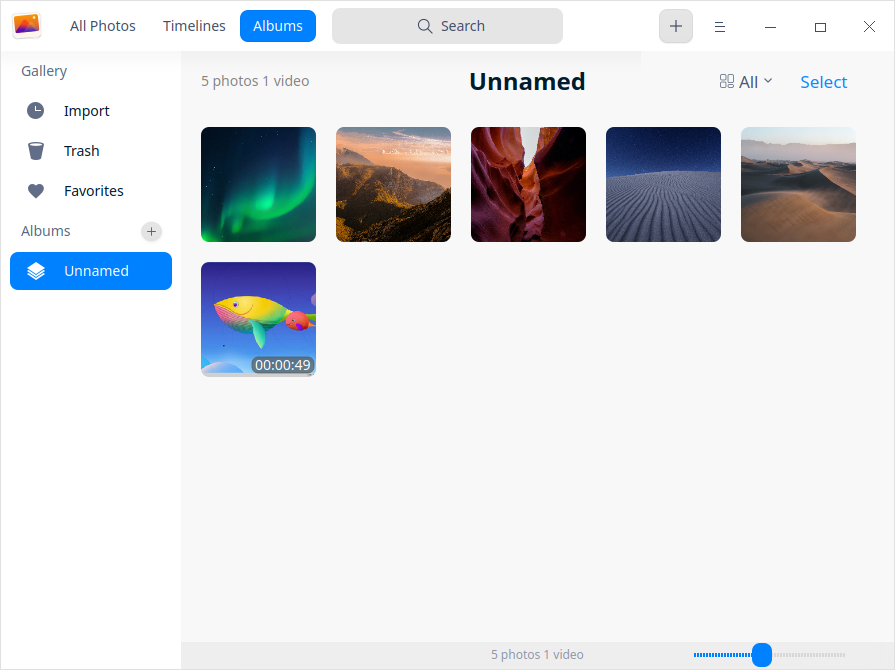 All Photos Timelines Albums Search
Gallery
5 photos 1 video Unnamed All Select
Import
Trash
Favorites
Albums
Unnamed
00:00:49
5 photos 1 video